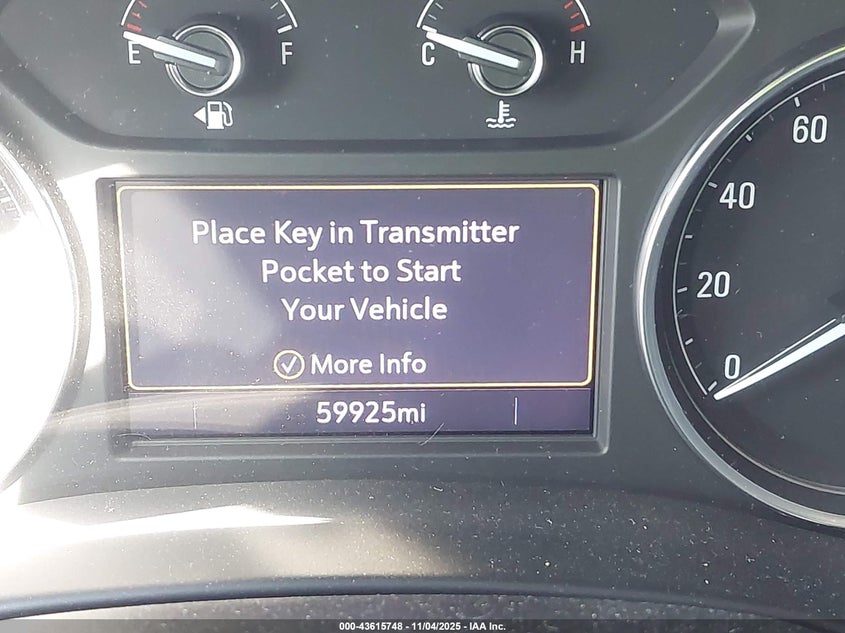 E F
C H
60
40
20
0
Place Key in Transmitter
Pocket to Start
Your Vehicle
More Info
59925mi
000-43615748 - 11/04/2025 - IAA Inc.